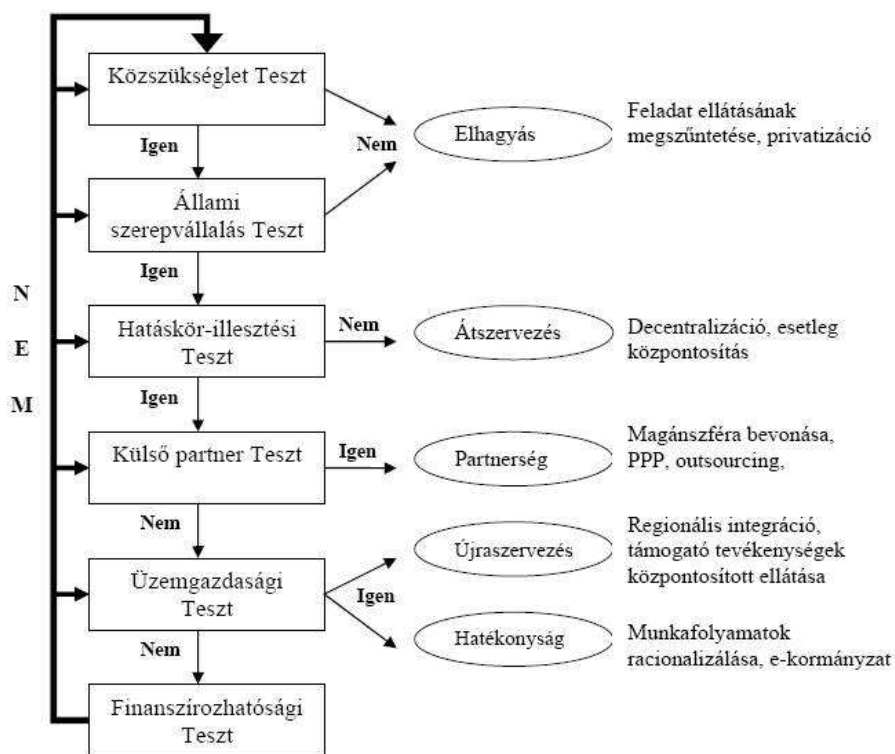 Közszükséglet Teszt
Igen
Nem
Elhagyás
Feladat ellátásának
megszűntetése, privatizáció
Állami
szerepvállalás Teszt
Igen
N
E
M
Hatáskör-illesztési
Teszt
Nem
Átszervezés
Decentralizáció, esetleg
központosítás
Igen
Külső partner Teszt
Igen
Partnerség
Magánszféra bevonása,
PPP, outsourcing,
Nem
Üzemgazdasági
Teszt
Igen
Újraszervezés
Regionális integráció,
támogató tevékenységek
központosított ellátása
Hatékonyság
Munkafolyamatok
racionalizálása, e-kormányzat
Nem
Finanszírozhatósági
Teszt